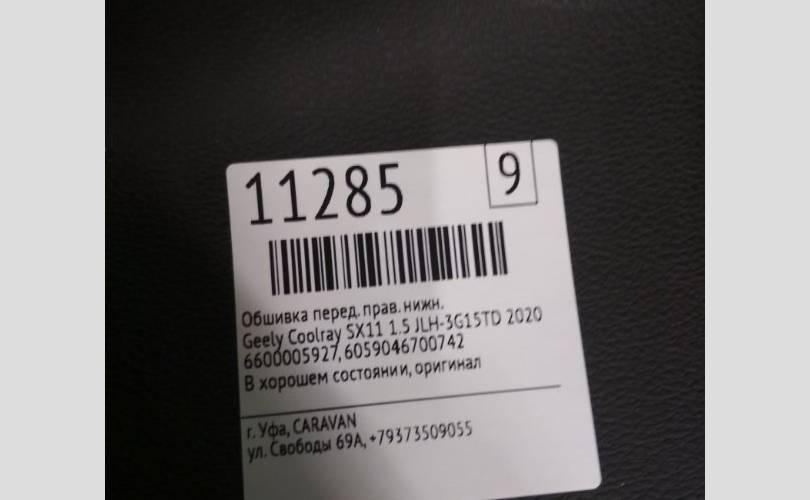 11285
9
Обшивка перед. прав. нижн.
Geely Coolray SX11 1.5 JLH-3G15TD 2020
6600005927, 6059046700742
В хорошем состоянии, оригинал
г. Уфа, CARAVAN
ул. Свободы 69А, +79373509055